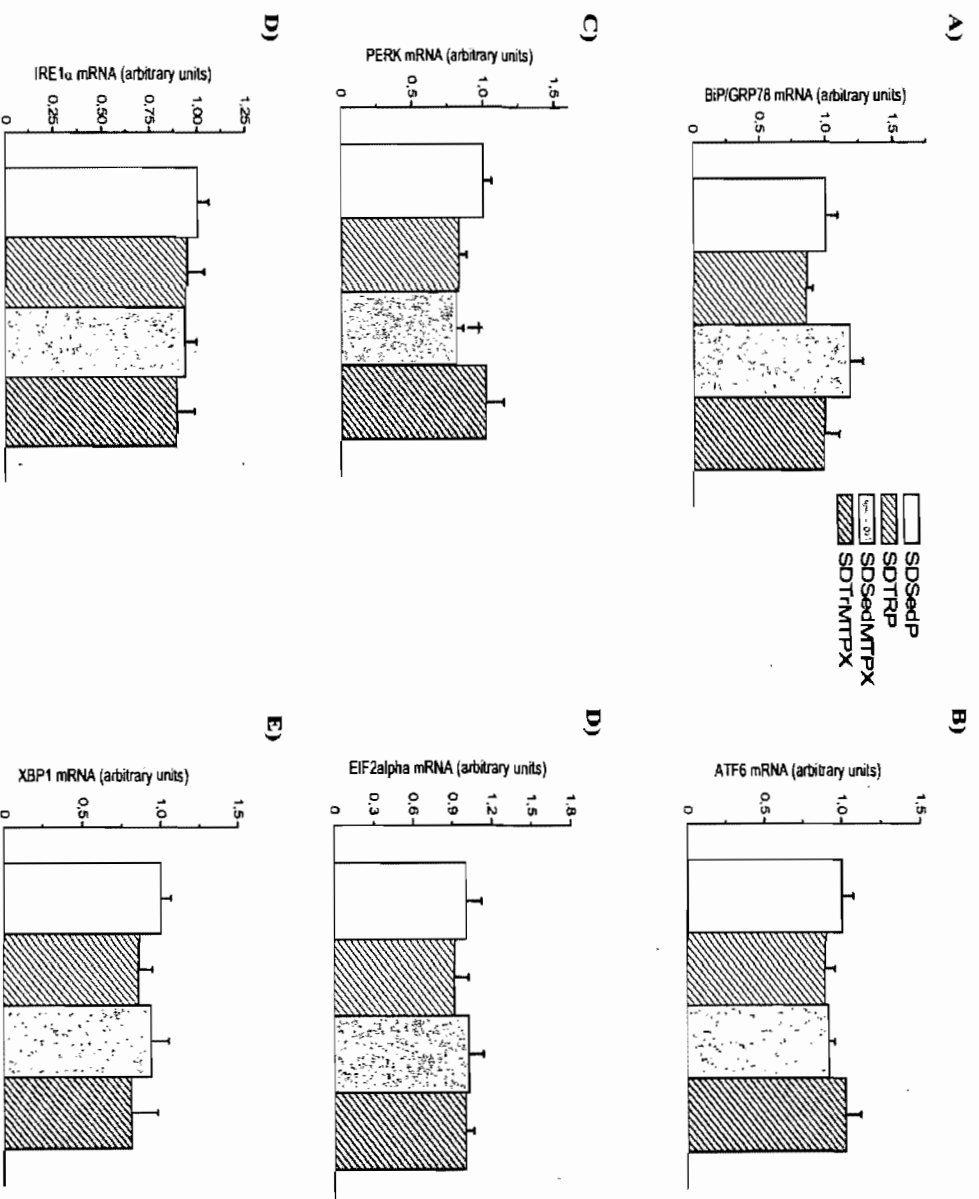 A)
BiP/GRP78 mRNA (arbitrary units)
1.5
1.0
0.5
0
SDSedP
SDTRP
SDSedMTPX
SDTrMTPX
B)
ATF6 mRNA (arbitrary units)
1.5
1.0
0.5
0
C)
PERK mRNA (arbitrary units)
1.5
1.0
0.5
0
D)
EIF2alpha mRNA (arbitrary units)
1.8
1.5
1.2
0.9
0.6
0.3
0
D)
IRE1α mRNA (arbitrary units)
1.25
1.00
0.75
0.50
0.25
0
E)
XBP1 mRNA (arbitrary units)
1.5
1.0
0.5
0